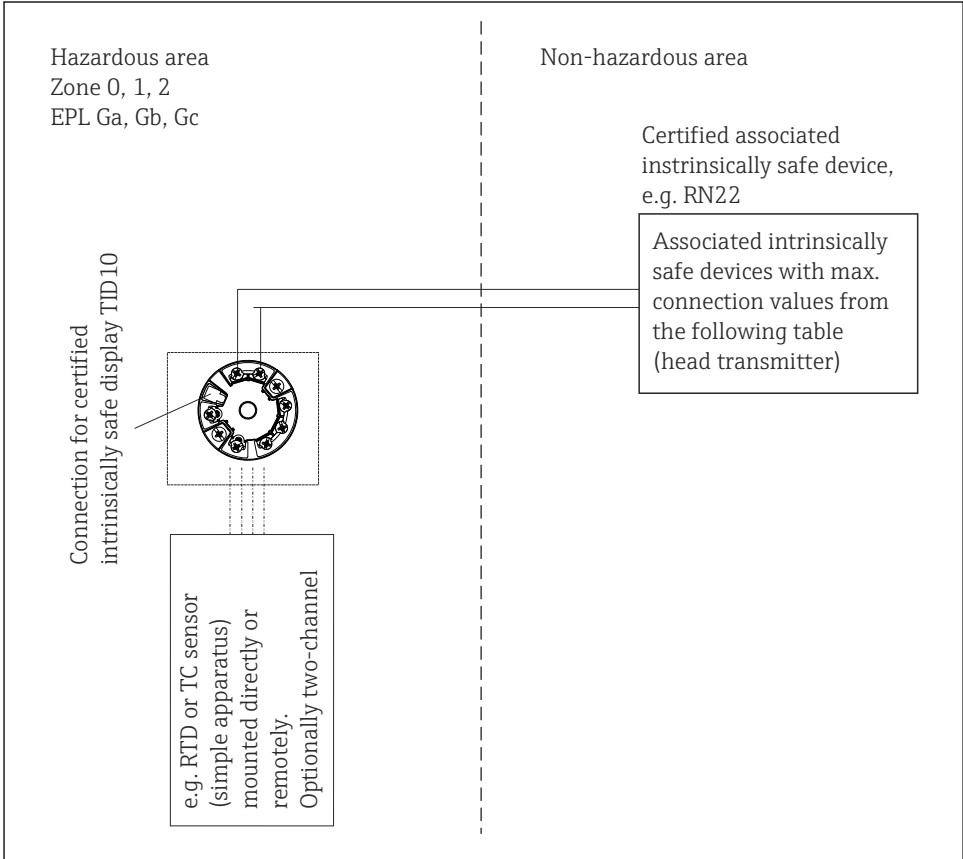 Hazardous area
Zone 0, 1, 2
EPL Ga, Gb, Gc
Non-hazardous area
Certified associated
instrinsically safe device,
e.g. RN22
Associated intrinsically
safe devices with max.
connection values from
the following table
(head transmitter)
Connection for certified
intrinsically safe display TID10
e.g. RTD or TC sensor
(simple apparatus)
mounted directly or
remotely.
Optionally two-channel